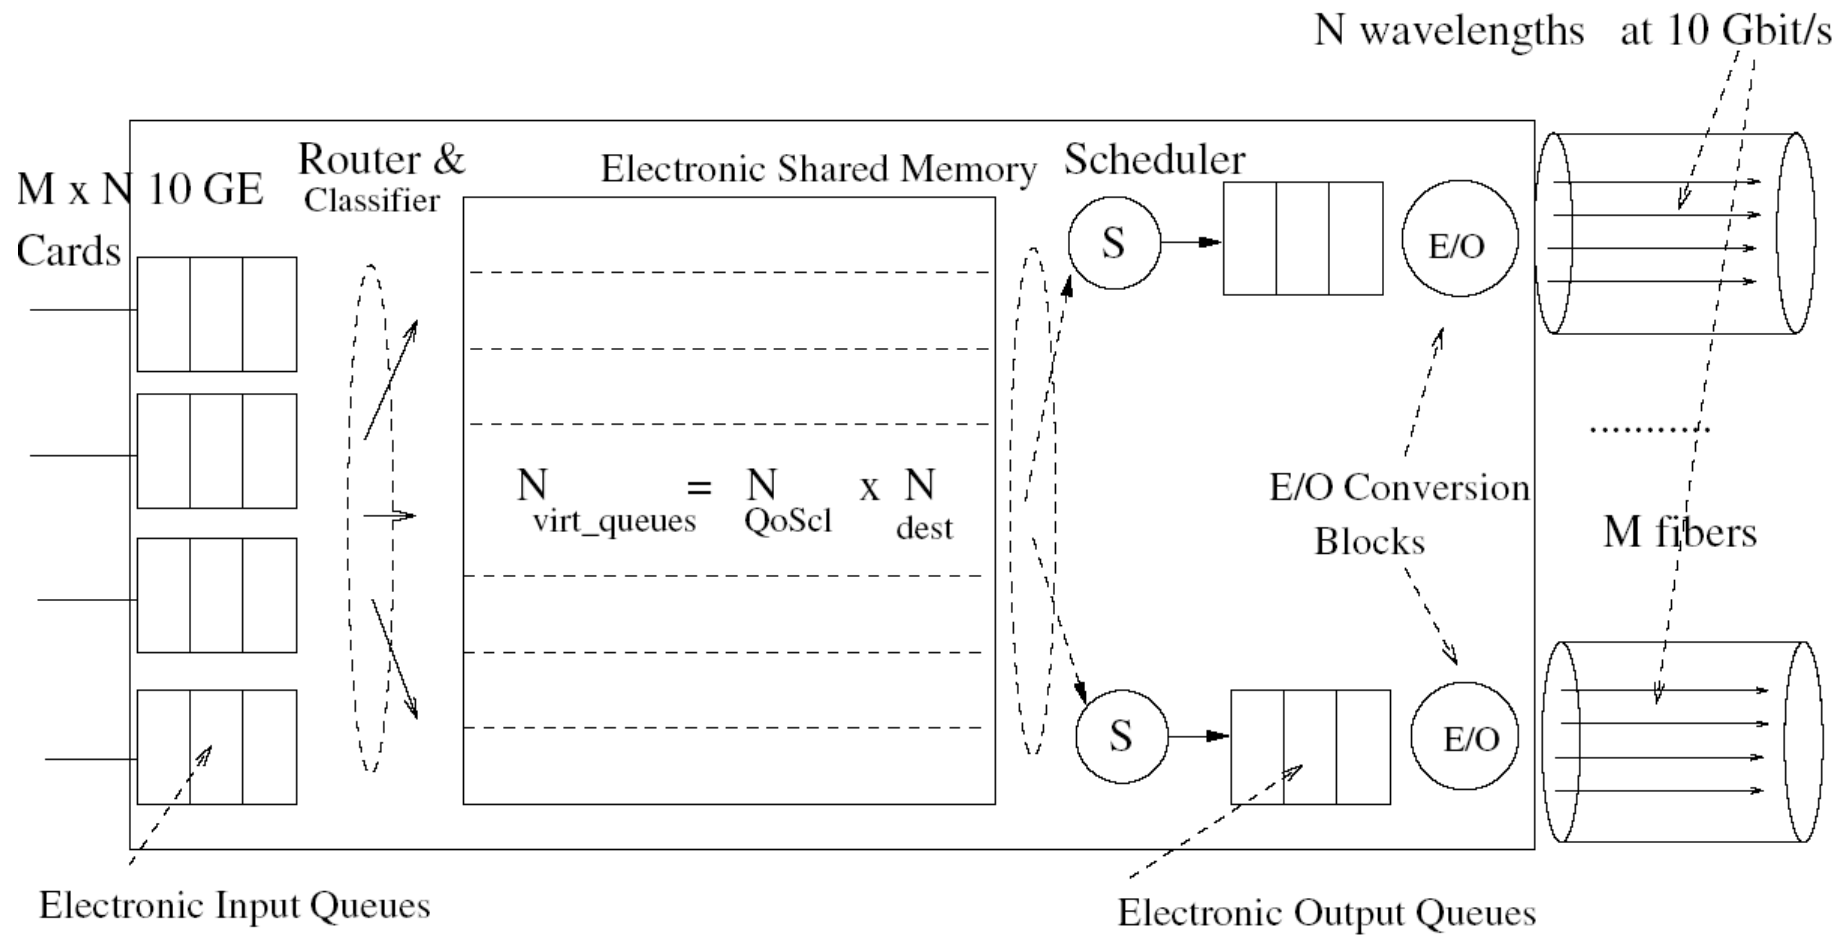 N wavelengths at 10 Gbit/s
Router &
Classifier
Electronic Shared Memory
Scheduler
M x N 10 GE
Cards
S
E/O
N virt_queues = N QoScl x N dest
E/O Conversion
Blocks
...........
M fibers
S
E/O
Electronic Input Queues
Electronic Output Queues